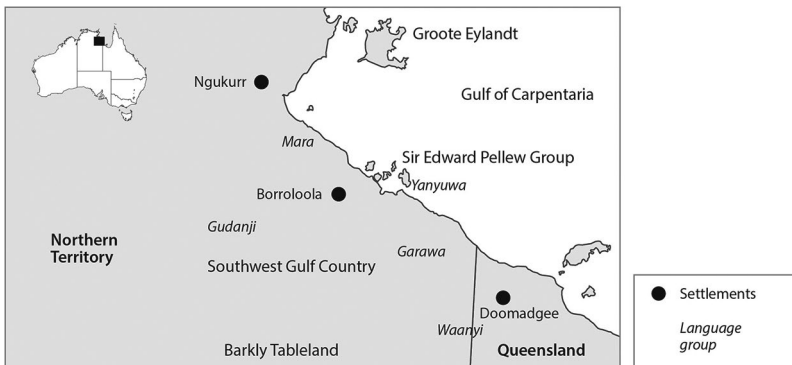 Groote Eylandt
Ngukurr
Gulf of Carpentaria
Mara
Sir Edward Pellew Group
Yanyuwa
Borroloola
Gudanji
Northern
Territory
Garawa
Southwest Gulf Country
Settlements
Doomadgee
Language
group
Waanyi
Barkly Tableland
Queensland